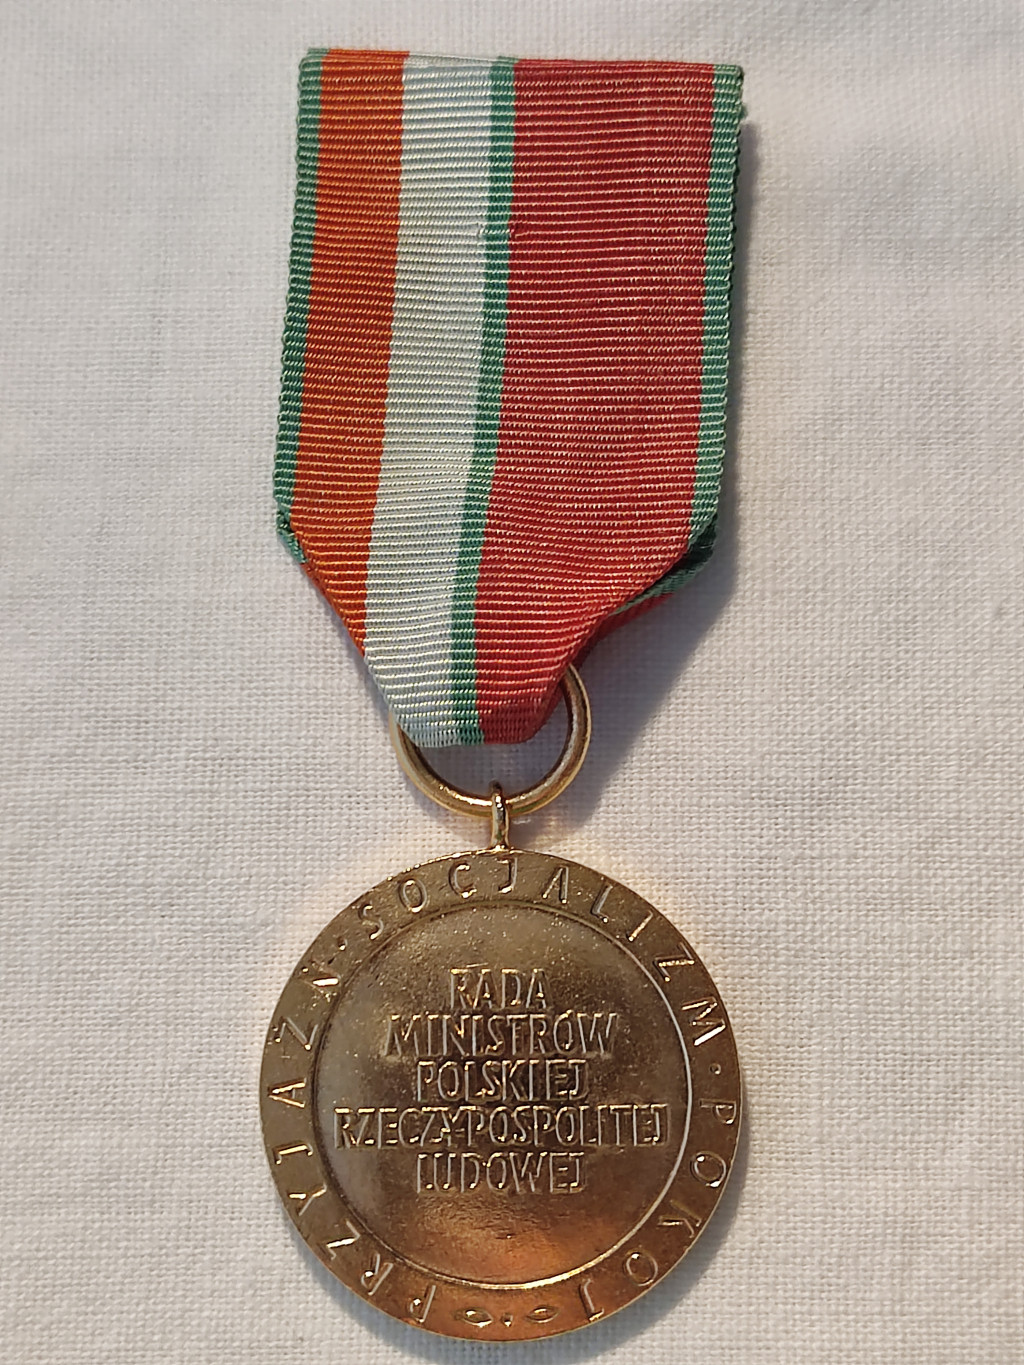 PRZYJAŹŃ · SOCJALIZM · POKÓJ
RADA
MINISTRÓW
POLSKIEJ
RZECZYPOSPOLITEJ
LUDOWEJ